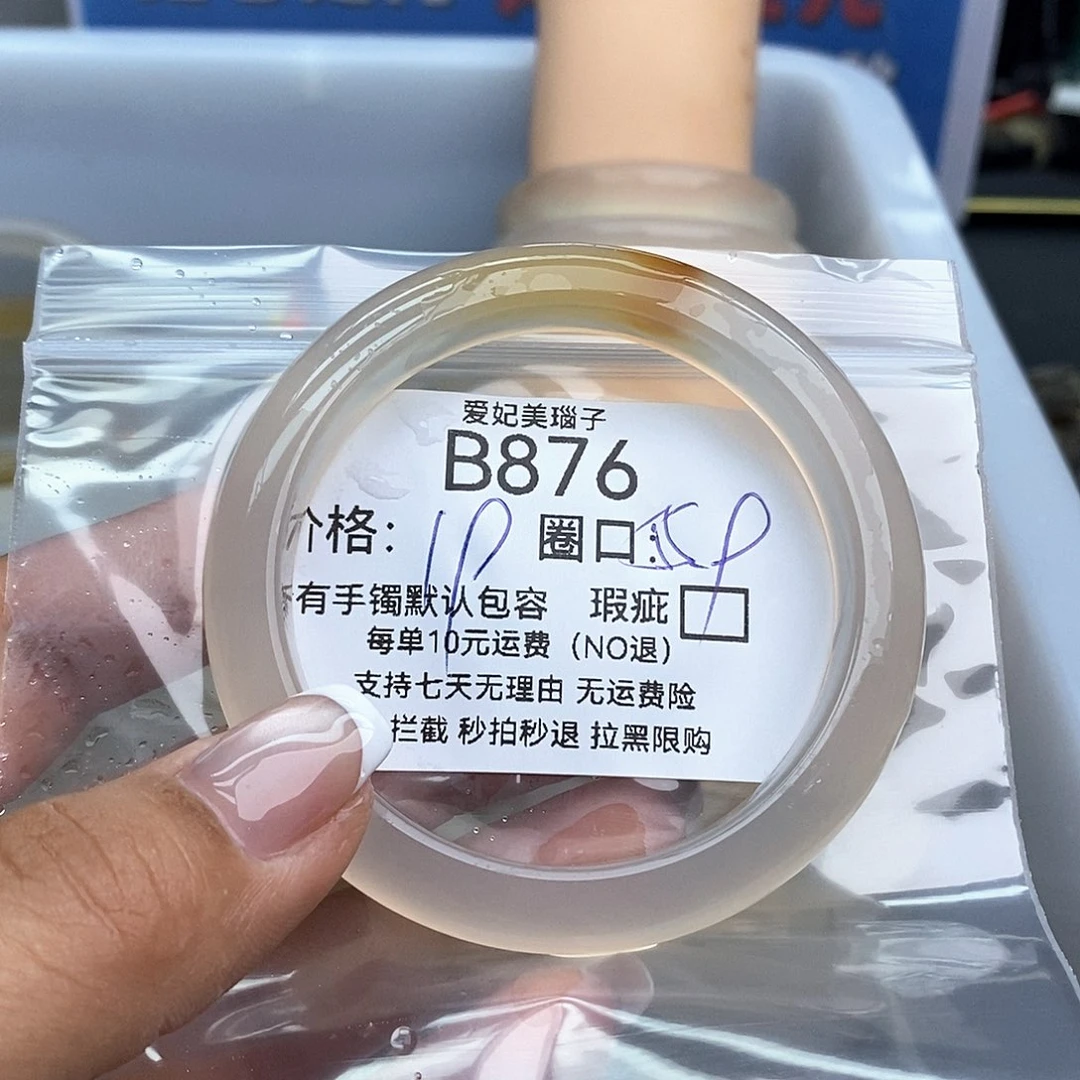 爱妃美瑙子
B876
价格: 19 圈口: 59
所有手镯默认包容 瑕疵
每单10元运费（NO退）
支持七天无理由 无运费险
拦截 秒拍秒退 拉黑限购